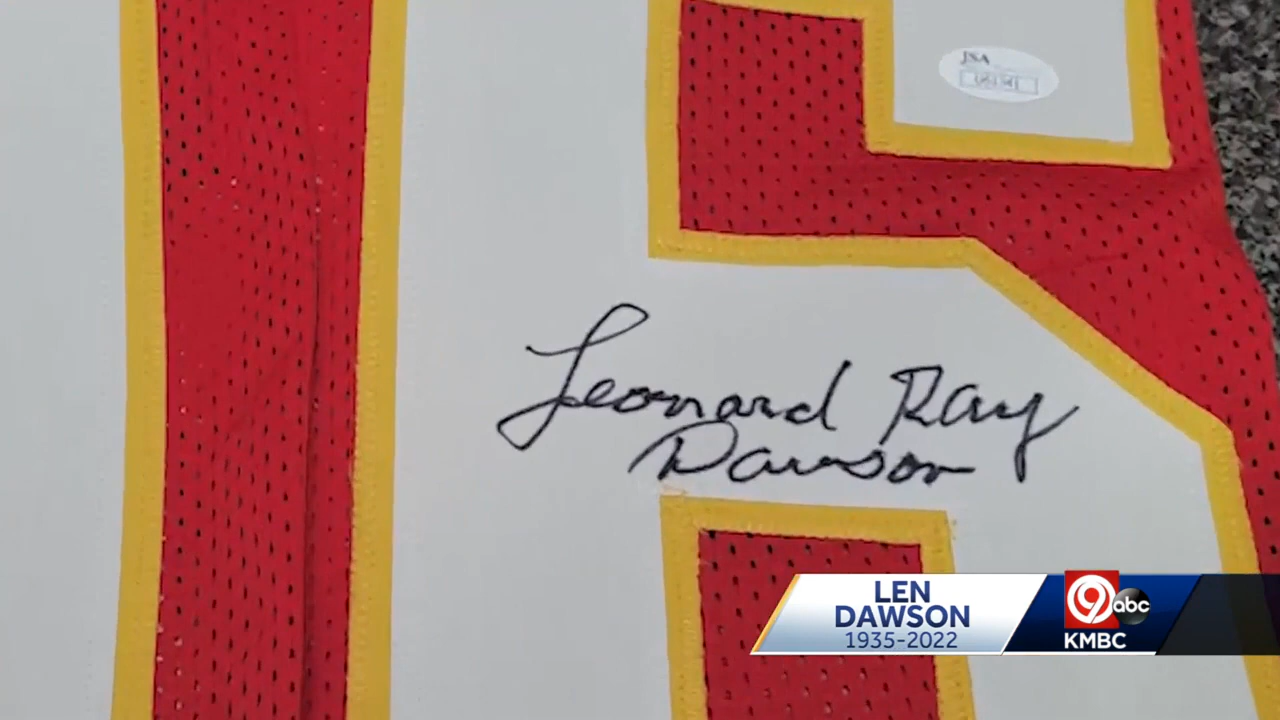 JSA
Leonard Ray
Dawson
LEN
DAWSON
1935-2022
9 abc
KMBC